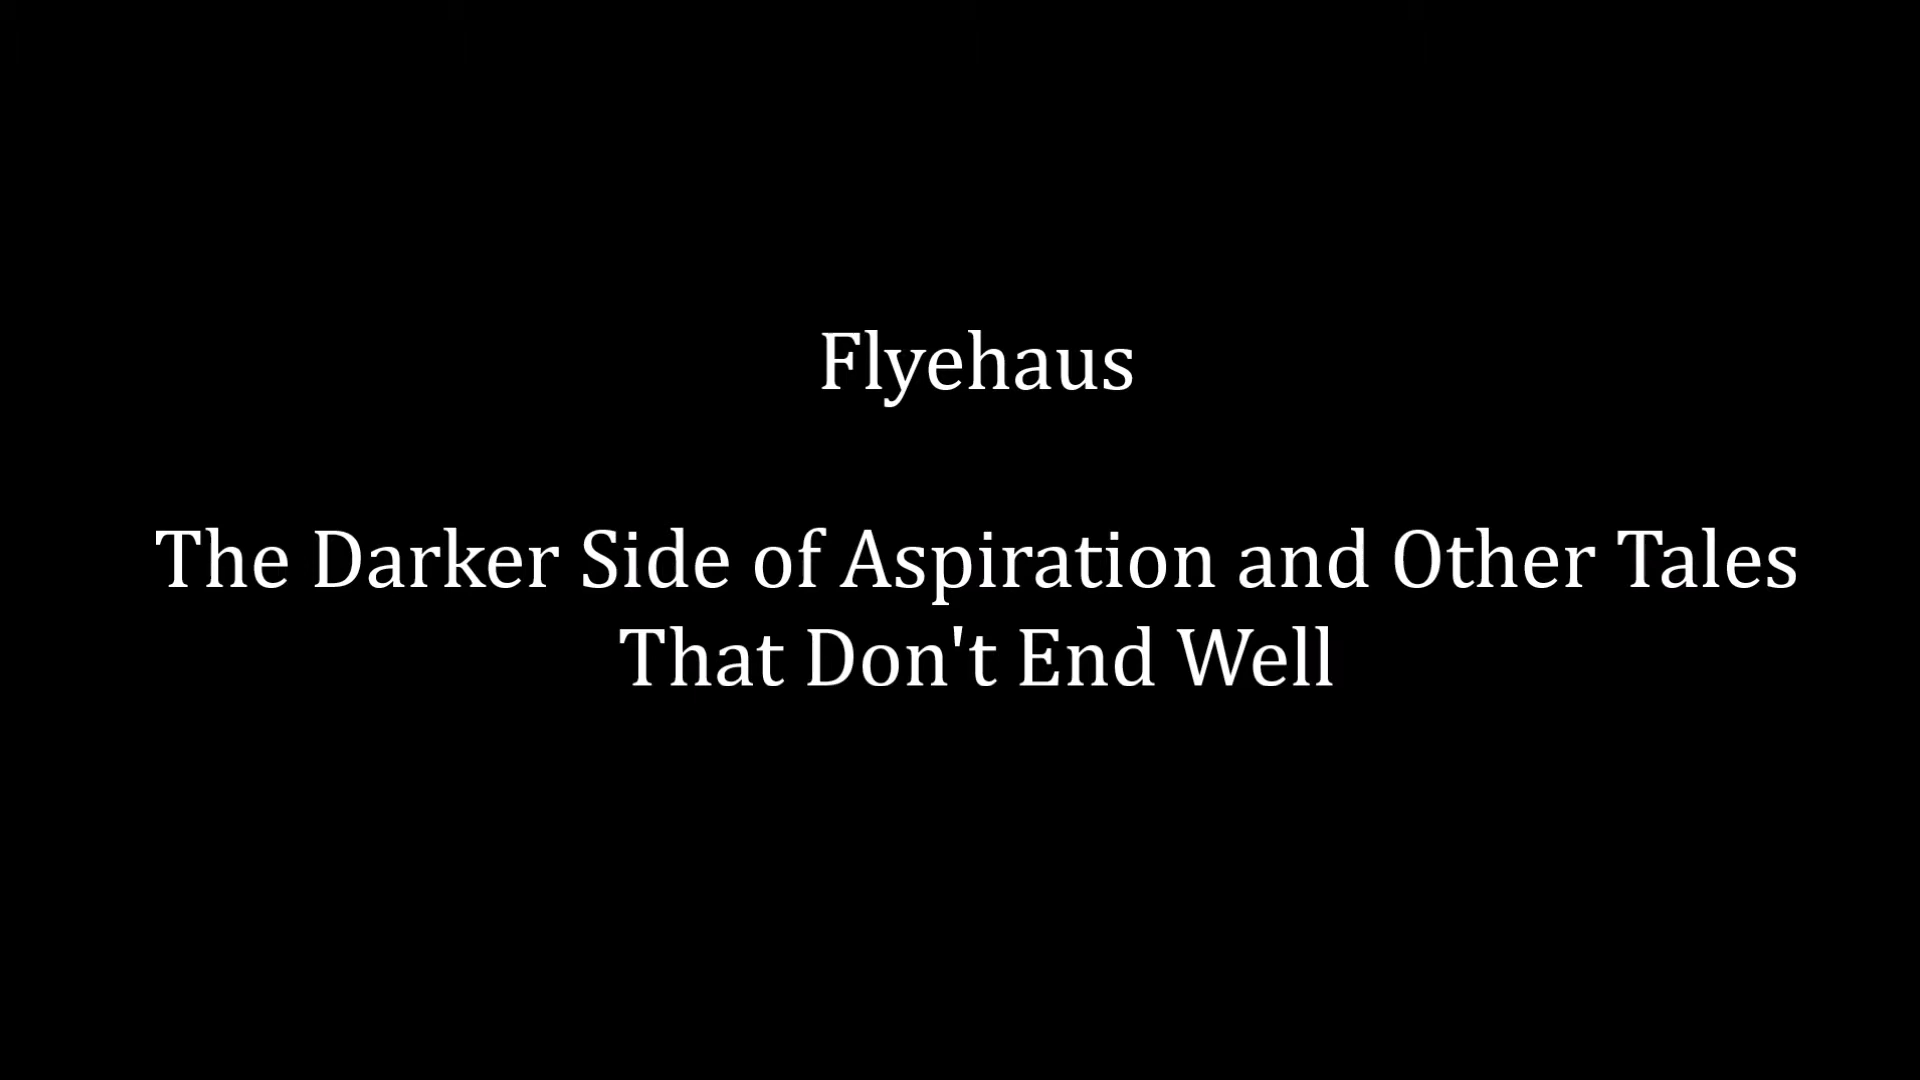 Flyehaus
The Darker Side of Aspiration and Other Tales
That Don't End Well